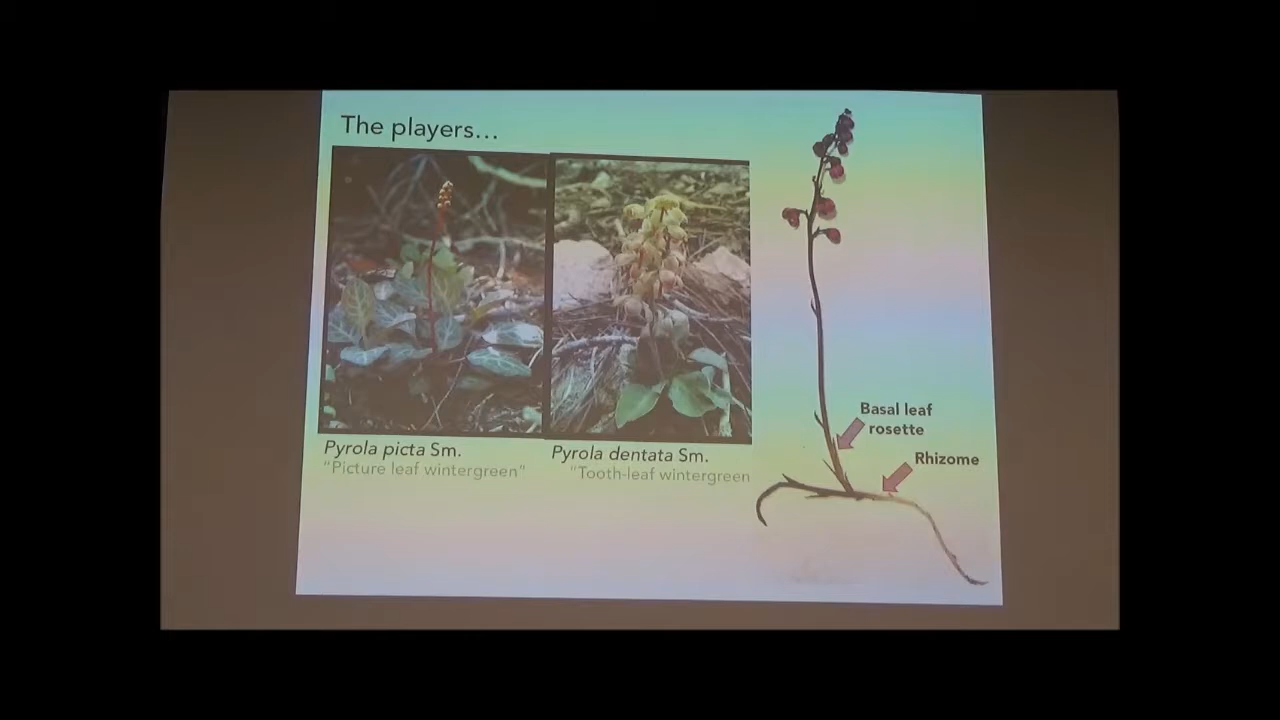 The players...
Pyrola picta Sm.
"Picture leaf wintergreen"
Pyrola dentata Sm.
"Tooth-leaf wintergreen
Basal leaf
rosette
Rhizome